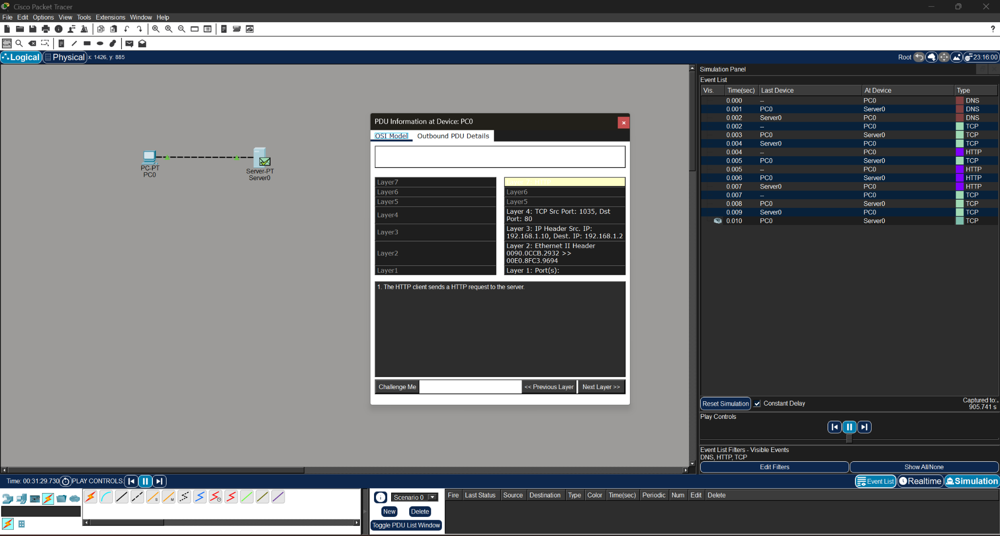 Cisco Packet Tracer
File Edit Options View Tools Extensions Window Help
?
Logical Physical x: 1426, y: 885
Root 23:16:00
PC-PT
PC0
Server-PT
Server0
PDU Information at Device: PC0
OSI Model Outbound PDU Details
Layer7
Layer6
Layer5
Layer4
Layer3
Layer2
Layer1
Layer6
Layer5
Layer 4: TCP Src Port: 1035, Dst
Port: 80
Layer 3: IP Header Src. IP:
192.168.1.10, Dest. IP: 192.168.1.2
Layer 2: Ethernet II Header
0090.0CCB.2932 >>
00E0.8FC3.9694
Layer 1: Port(s):
1. The HTTP client sends a HTTP request to the server.
Challenge Me << Previous Layer Next Layer >>
Simulation Panel
Event List
Vis. Time(sec) Last Device At Device Type
0.000 -- PC0 DNS
0.001 PC0 Server0 DNS
0.002 Server0 PC0 DNS
0.002 -- PC0 TCP
0.003 PC0 Server0 TCP
0.004 Server0 PC0 TCP
0.004 -- PC0 HTTP
0.005 PC0 Server0 TCP
0.005 -- PC0 HTTP
0.006 PC0 Server0 HTTP
0.007 Server0 PC0 HTTP
0.007 -- PC0 TCP
0.008 PC0 Server0 TCP
0.009 Server0 PC0 TCP
0.010 PC0 Server0 TCP
Reset Simulation Constant Delay
Captured to:*
905.741 s
Play Controls
Event List Filters - Visible Events
DNS, HTTP, TCP
Edit Filters Show All/None
Time: 00:31:29.730 PLAY CONTROLS:
Event List Realtime Simulation
Scenario 0
New Delete
Toggle PDU List Window
Fire Last Status Source Destination Type Color Time(sec) Periodic Num Edit Delete